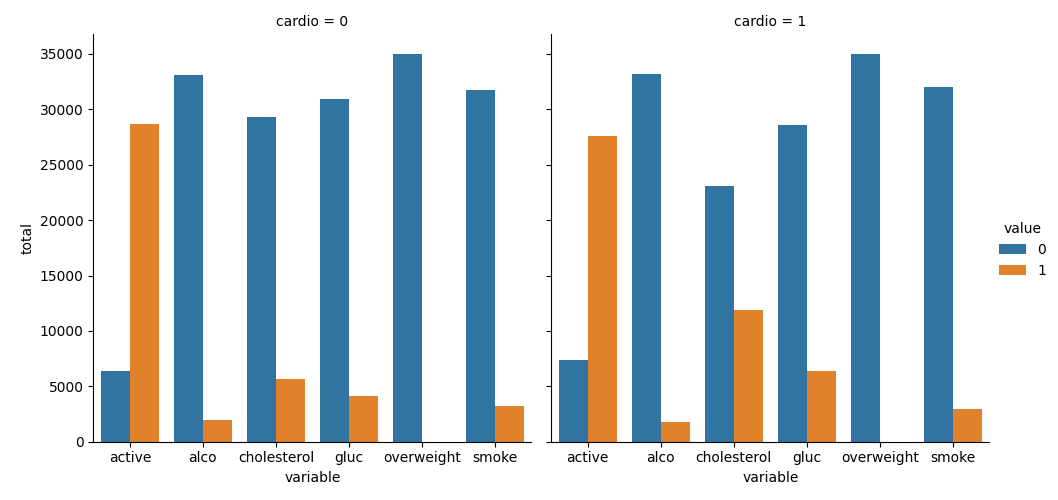 cardio = 0
cardio = 1
total
35000
30000
25000
20000
15000
10000
5000
0
active alco cholesterol gluc overweight smoke
variable
active alco cholesterol gluc overweight smoke
variable
value
0
1